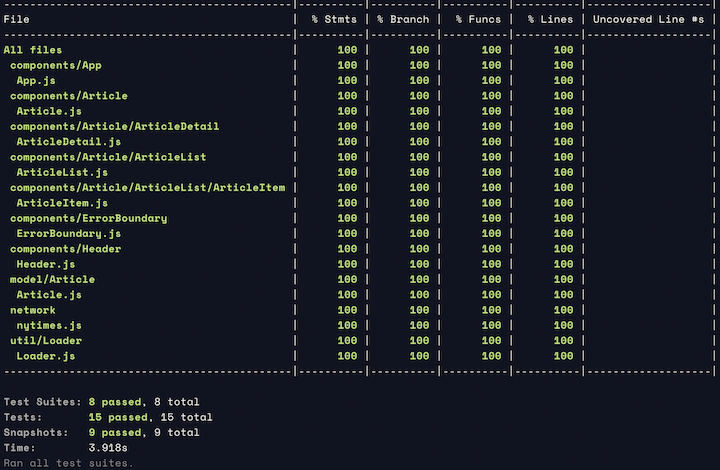 File | % Stmts | % Branch | % Funcs | % Lines | Uncovered Line #s |
All files | 100 | 100 | 100 | 100 | |
components/App | 100 | 100 | 100 | 100 | |
App.js | 100 | 100 | 100 | 100 | |
components/Article | 100 | 100 | 100 | 100 | |
Article.js | 100 | 100 | 100 | 100 | |
components/Article/ArticleDetail | 100 | 100 | 100 | 100 | |
ArticleDetail.js | 100 | 100 | 100 | 100 | |
components/Article/ArticleList | 100 | 100 | 100 | 100 | |
ArticleList.js | 100 | 100 | 100 | 100 | |
components/Article/ArticleList/ArticleItem | 100 | 100 | 100 | 100 | |
ArticleItem.js | 100 | 100 | 100 | 100 | |
components/ErrorBoundary | 100 | 100 | 100 | 100 | |
ErrorBoundary.js | 100 | 100 | 100 | 100 | |
components/Header | 100 | 100 | 100 | 100 | |
Header.js | 100 | 100 | 100 | 100 | |
model/Article | 100 | 100 | 100 | 100 | |
Article.js | 100 | 100 | 100 | 100 | |
network | 100 | 100 | 100 | 100 | |
nytimes.js | 100 | 100 | 100 | 100 | |
util/Loader | 100 | 100 | 100 | 100 | |
Loader.js | 100 | 100 | 100 | 100 | |
Test Suites: 8 passed, 8 total
Tests: 15 passed, 15 total
Snapshots: 9 passed, 9 total
Time: 3.918s
Ran all test suites.